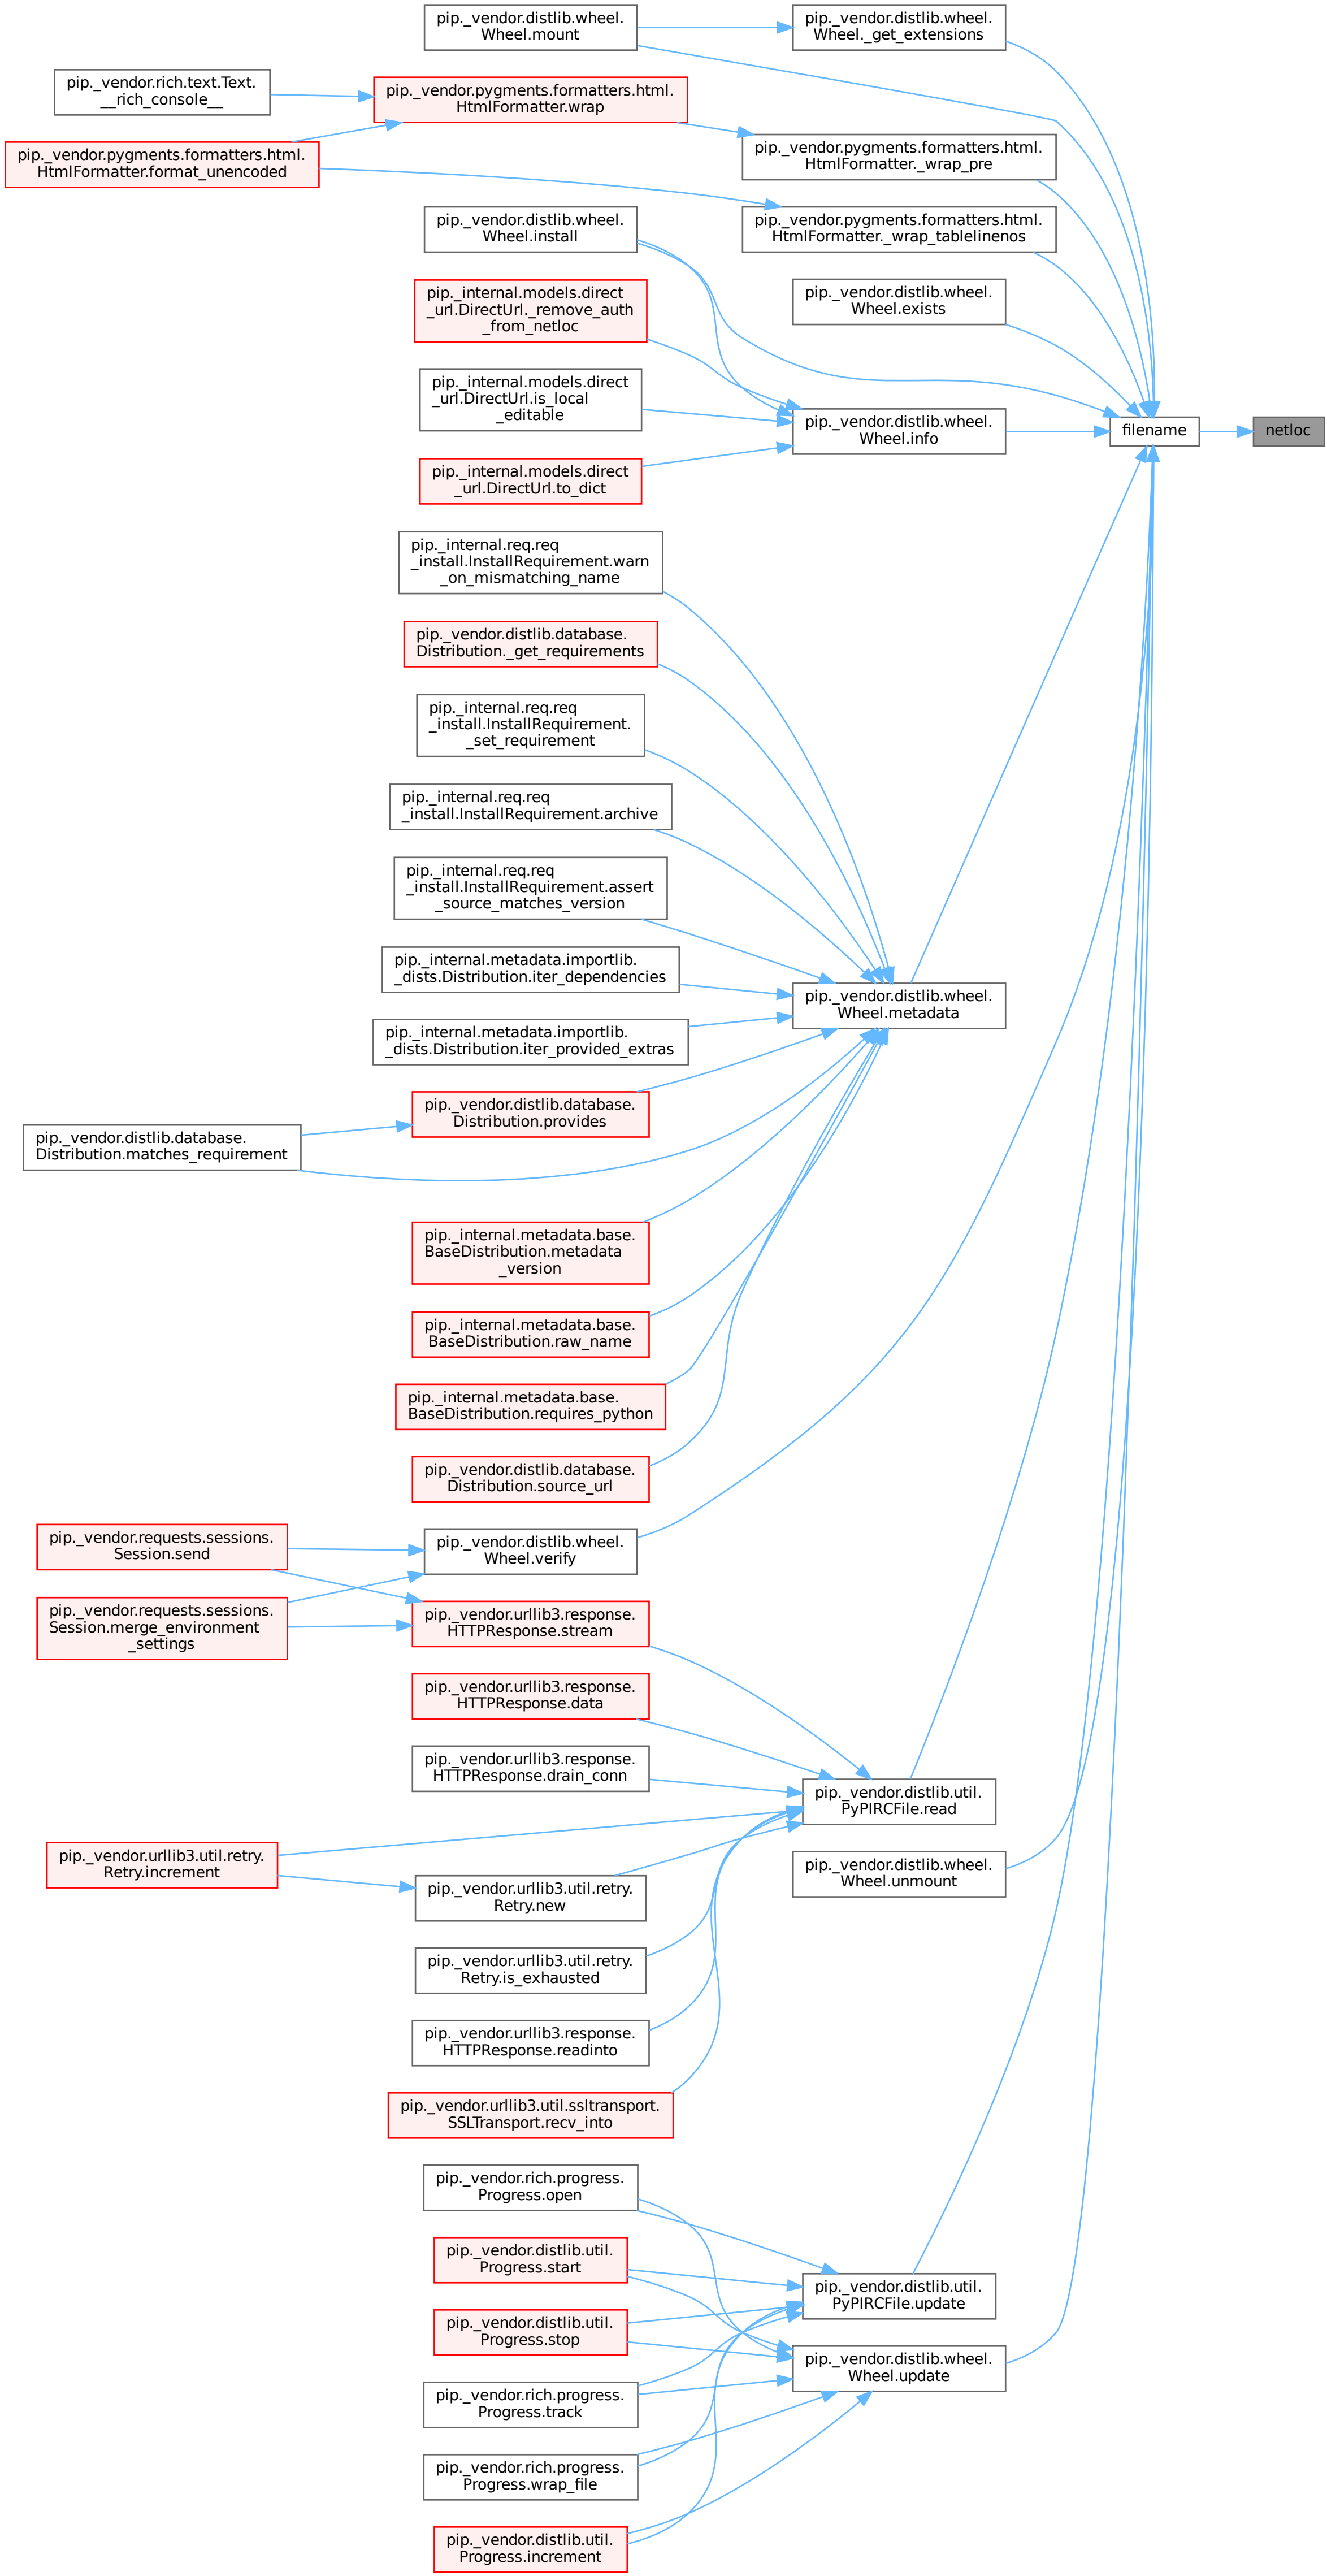 pip._vendor.distlib.wheel.
Wheel.mount
pip._vendor.distlib.wheel.
Wheel._get_extensions
pip._vendor.rich.text.Text.
__rich_console__
pip._vendor.pygments.formatters.html.
HtmlFormatter.wrap
pip._vendor.pygments.formatters.html.
HtmlFormatter.format_unencoded
pip._vendor.pygments.formatters.html.
HtmlFormatter._wrap_pre
pip._vendor.distlib.wheel.
Wheel.install
pip._vendor.pygments.formatters.html.
HtmlFormatter._wrap_tablelinenos
pip._internal.models.direct
_url.DirectUrl._remove_auth
_from_netloc
pip._vendor.distlib.wheel.
Wheel.exists
pip._internal.models.direct
_url.DirectUrl.is_local
_editable
pip._vendor.distlib.wheel.
Wheel.info
filename
netloc
pip._internal.models.direct
_url.DirectUrl.to_dict
pip._internal.req.req
_install.InstallRequirement.warn
_on_mismatching_name
pip._vendor.distlib.database.
Distribution._get_requirements
pip._internal.req.req
_install.InstallRequirement.
_set_requirement
pip._internal.req.req
_install.InstallRequirement.archive
pip._internal.req.req
_install.InstallRequirement.assert
_source_matches_version
pip._internal.metadata.importlib.
_dists.Distribution.iter_dependencies
pip._vendor.distlib.wheel.
Wheel.metadata
pip._internal.metadata.importlib.
_dists.Distribution.iter_provided_extras
pip._vendor.distlib.database.
Distribution.provides
pip._vendor.distlib.database.
Distribution.matches_requirement
pip._internal.metadata.base.
BaseDistribution.metadata
_version
pip._internal.metadata.base.
BaseDistribution.raw_name
pip._internal.metadata.base.
BaseDistribution.requires_python
pip._vendor.distlib.database.
Distribution.source_url
pip._vendor.requests.sessions.
Session.send
pip._vendor.distlib.wheel.
Wheel.verify
pip._vendor.requests.sessions.
Session.merge_environment
_settings
pip._vendor.urllib3.response.
HTTPResponse.stream
pip._vendor.urllib3.response.
HTTPResponse.data
pip._vendor.urllib3.response.
HTTPResponse.drain_conn
pip._vendor.distlib.util.
PyPIRCFile.read
pip._vendor.urllib3.util.retry.
Retry.increment
pip._vendor.urllib3.util.retry.
Retry.new
pip._vendor.distlib.wheel.
Wheel.unmount
pip._vendor.urllib3.util.retry.
Retry.is_exhausted
pip._vendor.urllib3.response.
HTTPResponse.readinto
pip._vendor.urllib3.util.ssltransport.
SSLTransport.recv_into
pip._vendor.rich.progress.
Progress.open
pip._vendor.distlib.util.
Progress.start
pip._vendor.distlib.util.
PyPIRCFile.update
pip._vendor.distlib.util.
Progress.stop
pip._vendor.distlib.wheel.
Wheel.update
pip._vendor.rich.progress.
Progress.track
pip._vendor.rich.progress.
Progress.wrap_file
pip._vendor.distlib.util.
Progress.increment